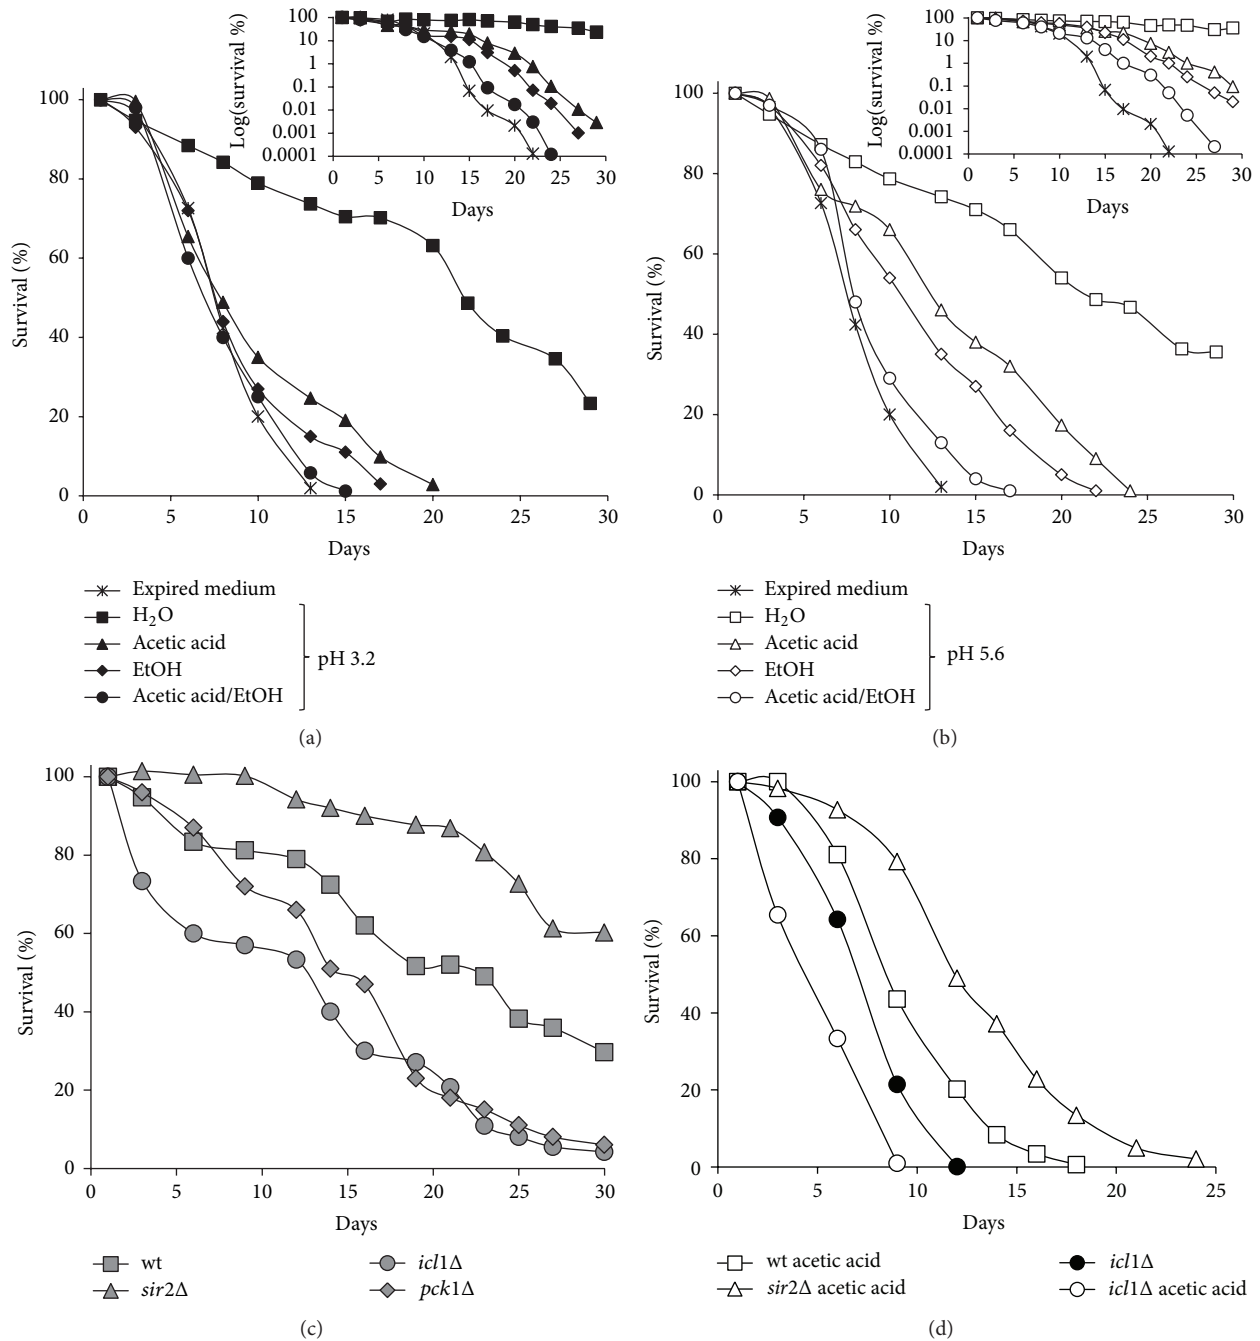 100
10
1
0.1
0.01
0.001
0.0001
Log(survival %)
0 5 10 15 20 25 30
Days
100
80
60
40
20
0
Survival (%)
0 5 10 15 20 25 30
Days
Expired medium
H₂O
Acetic acid
EtOH
Acetic acid/EtOH
pH 3.2
(a)
100
10
1
0.1
0.01
0.001
0.0001
Log(survival %)
0 5 10 15 20 25 30
Days
100
80
60
40
20
0
Survival (%)
0 5 10 15 20 25 30
Days
Expired medium
H₂O
Acetic acid
EtOH
Acetic acid/EtOH
pH 5.6
(b)
100
80
60
40
20
0
Survival (%)
0 5 10 15 20 25 30
Days
wt
sir2Δ
icl1Δ
pck1Δ
(c)
100
80
60
40
20
0
Survival (%)
0 5 10 15 20 25
Days
wt acetic acid
sir2Δ acetic acid
icl1Δ
icl1Δ acetic acid
(d)